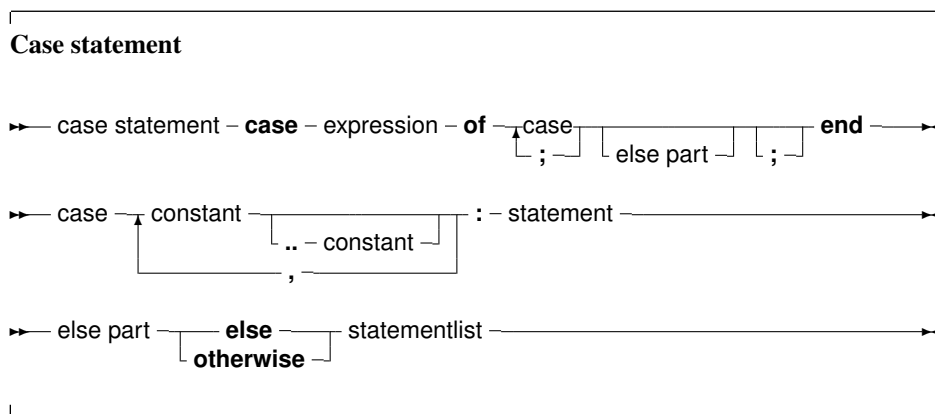 Case statement
case statement case expression of case end
; else part ;
case constant : statement
.. constant
,
else part else statementlist
otherwise